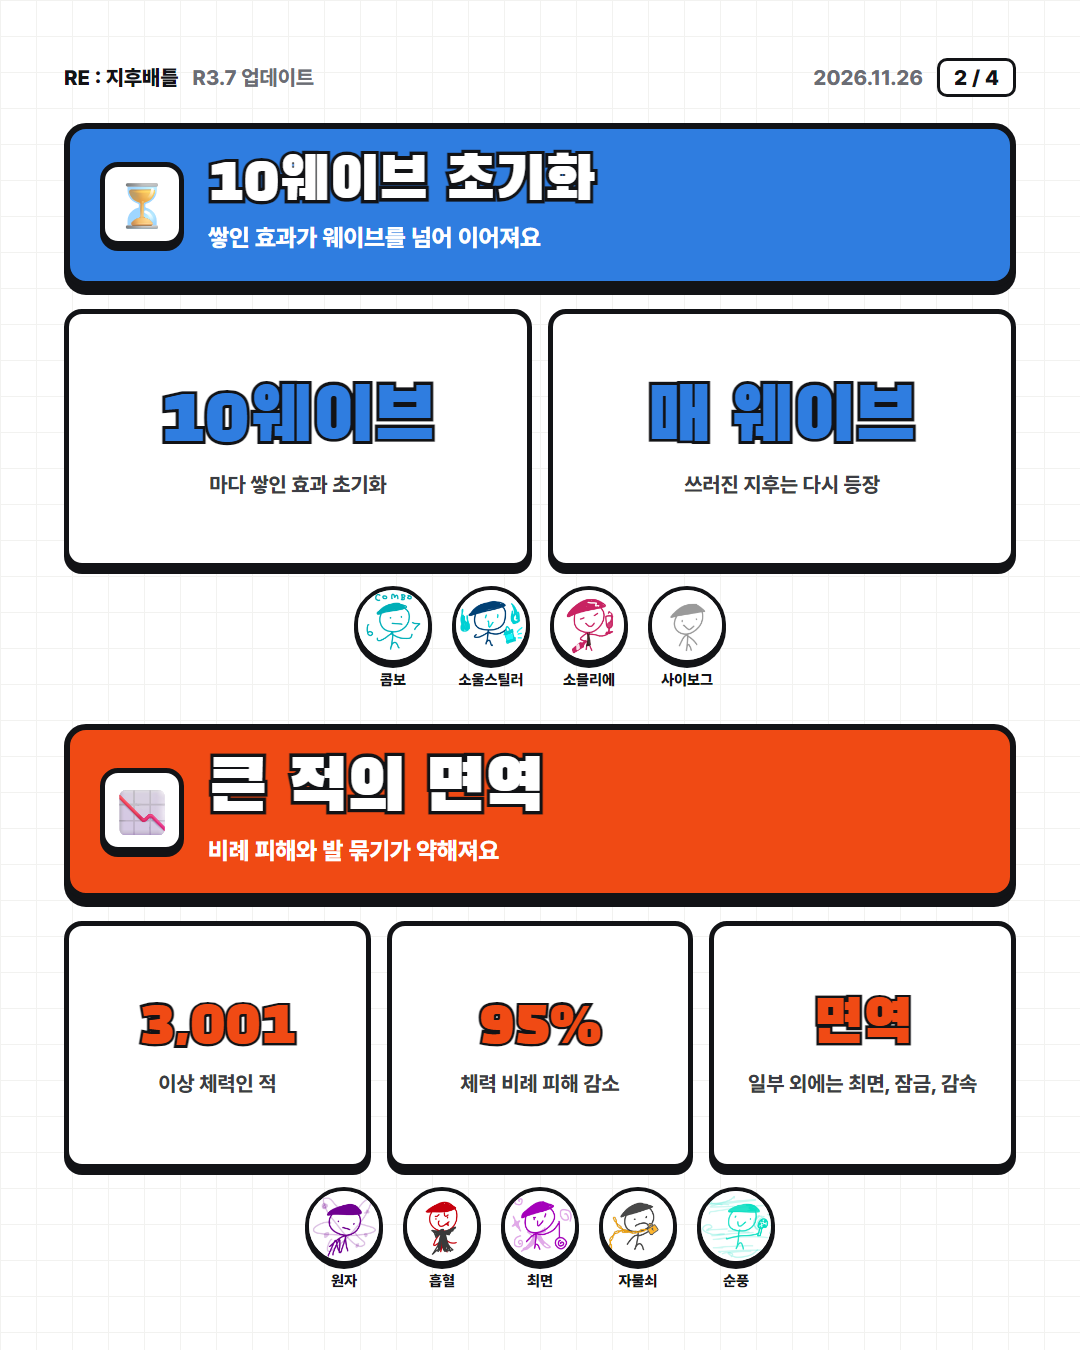 RE : 지후배틀 R3.7 업데이트 2026.11.26 2 / 4
10웨이브 초기화
쌓인 효과가 웨이브를 넘어 이어져요
10웨이브
마다 쌓인 효과 초기화
매 웨이브
쓰러진 지후는 다시 등장
COMBO
6 7
콤보 소울스틸러 소믈리에 사이보그
큰 적의 면역
비례 피해와 발 묶기가 약해져요
3,001
이상 체력인 적
95%
체력 비례 피해 감소
면역
일부 외에는 최면, 잠금, 감속
원자 흡혈 최면 자물쇠 순풍